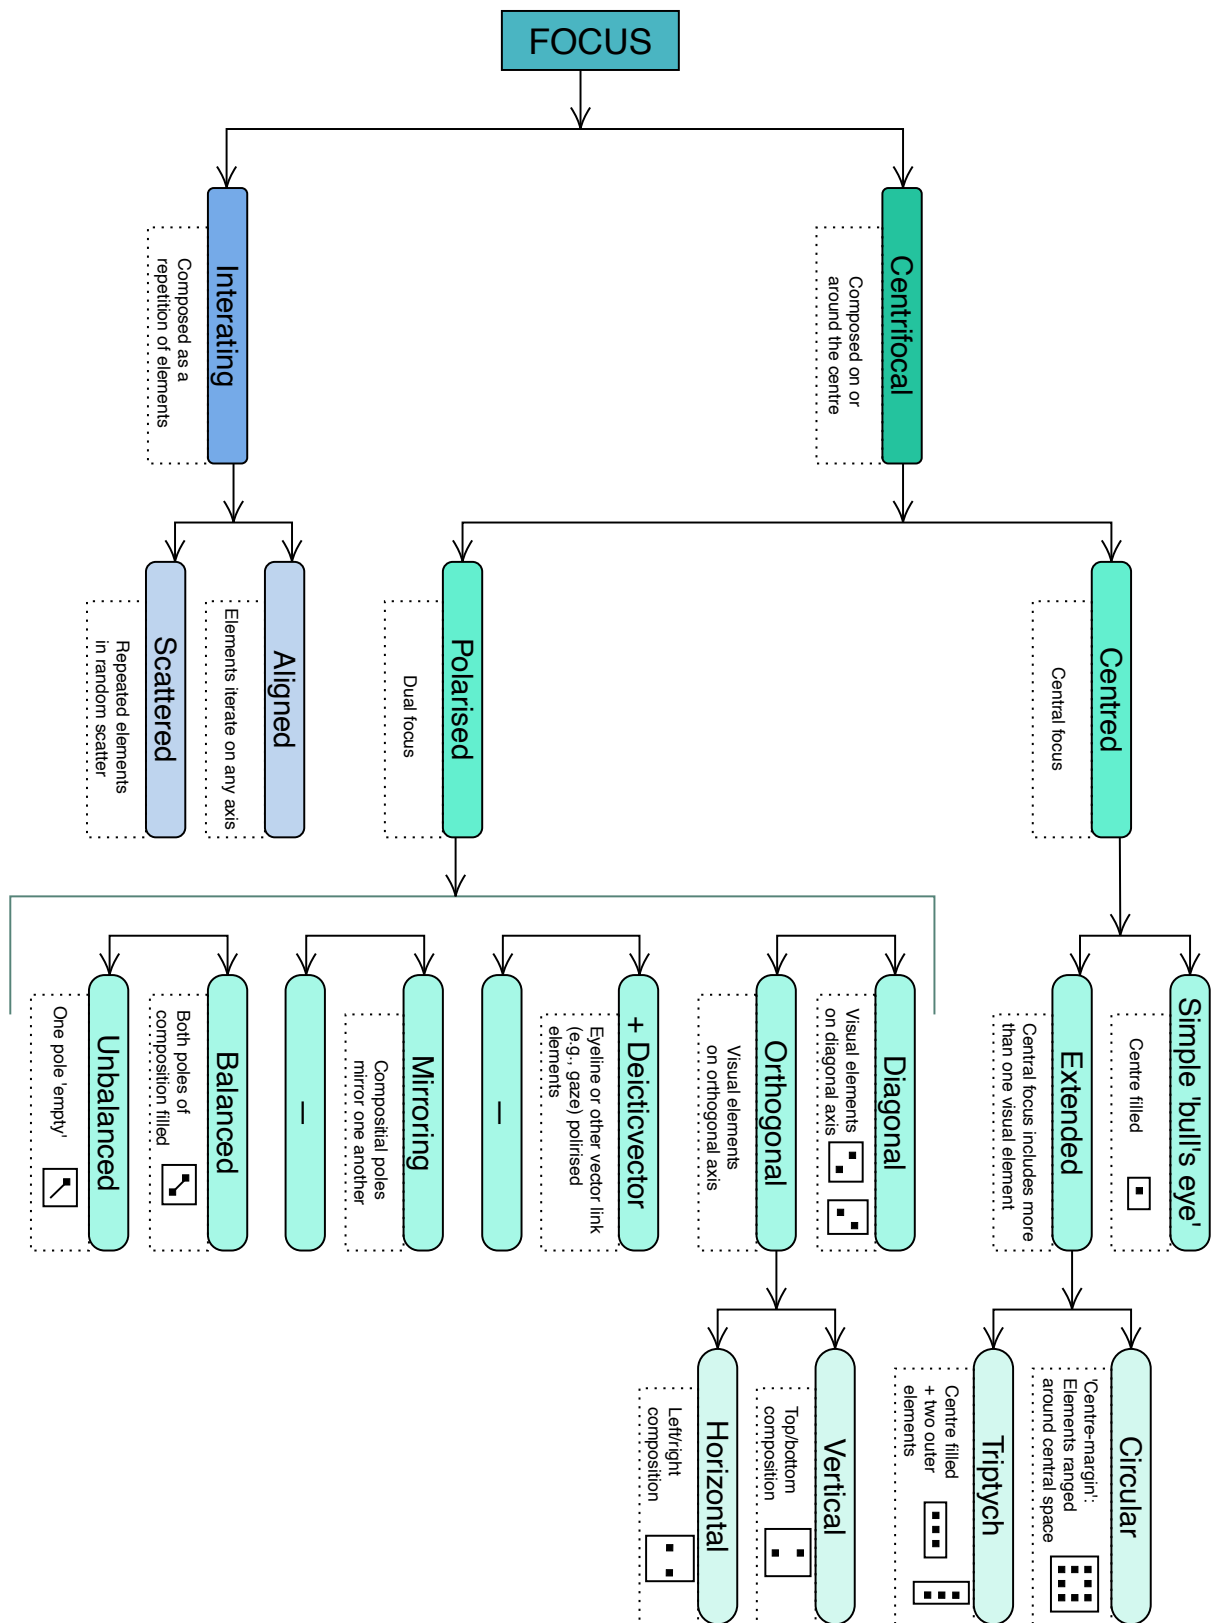 FOCUS
Centrifocal
Composed on or
around the centre
Centred
Central focus
Simple 'bull's eye'
Centre filled
Extended
Central focus includes more
than one visual element
Circular
'Centre-margin':
Elements ranged
around central space
Triptych
Centre filled
+ two outer
elements
Polarised
Dual focus
Diagonal
Visual elements
on diagonal axis
Orthogonal
Visual elements
on orthogonal axis
Vertical
Top/bottom
composition
Horizontal
Left/right
composition
+ Deicticvector
Eyeline or other vector link
(e.g., gaze) polirised
elements
–
Mirroring
Compositial poles
mirror one another
–
Balanced
Both poles of
composition filled
Unbalanced
One pole 'empty'
Interating
Composed as a
repetition of elements
Aligned
Elements iterate on any axis
Scattered
Repeated elements
in random scatter